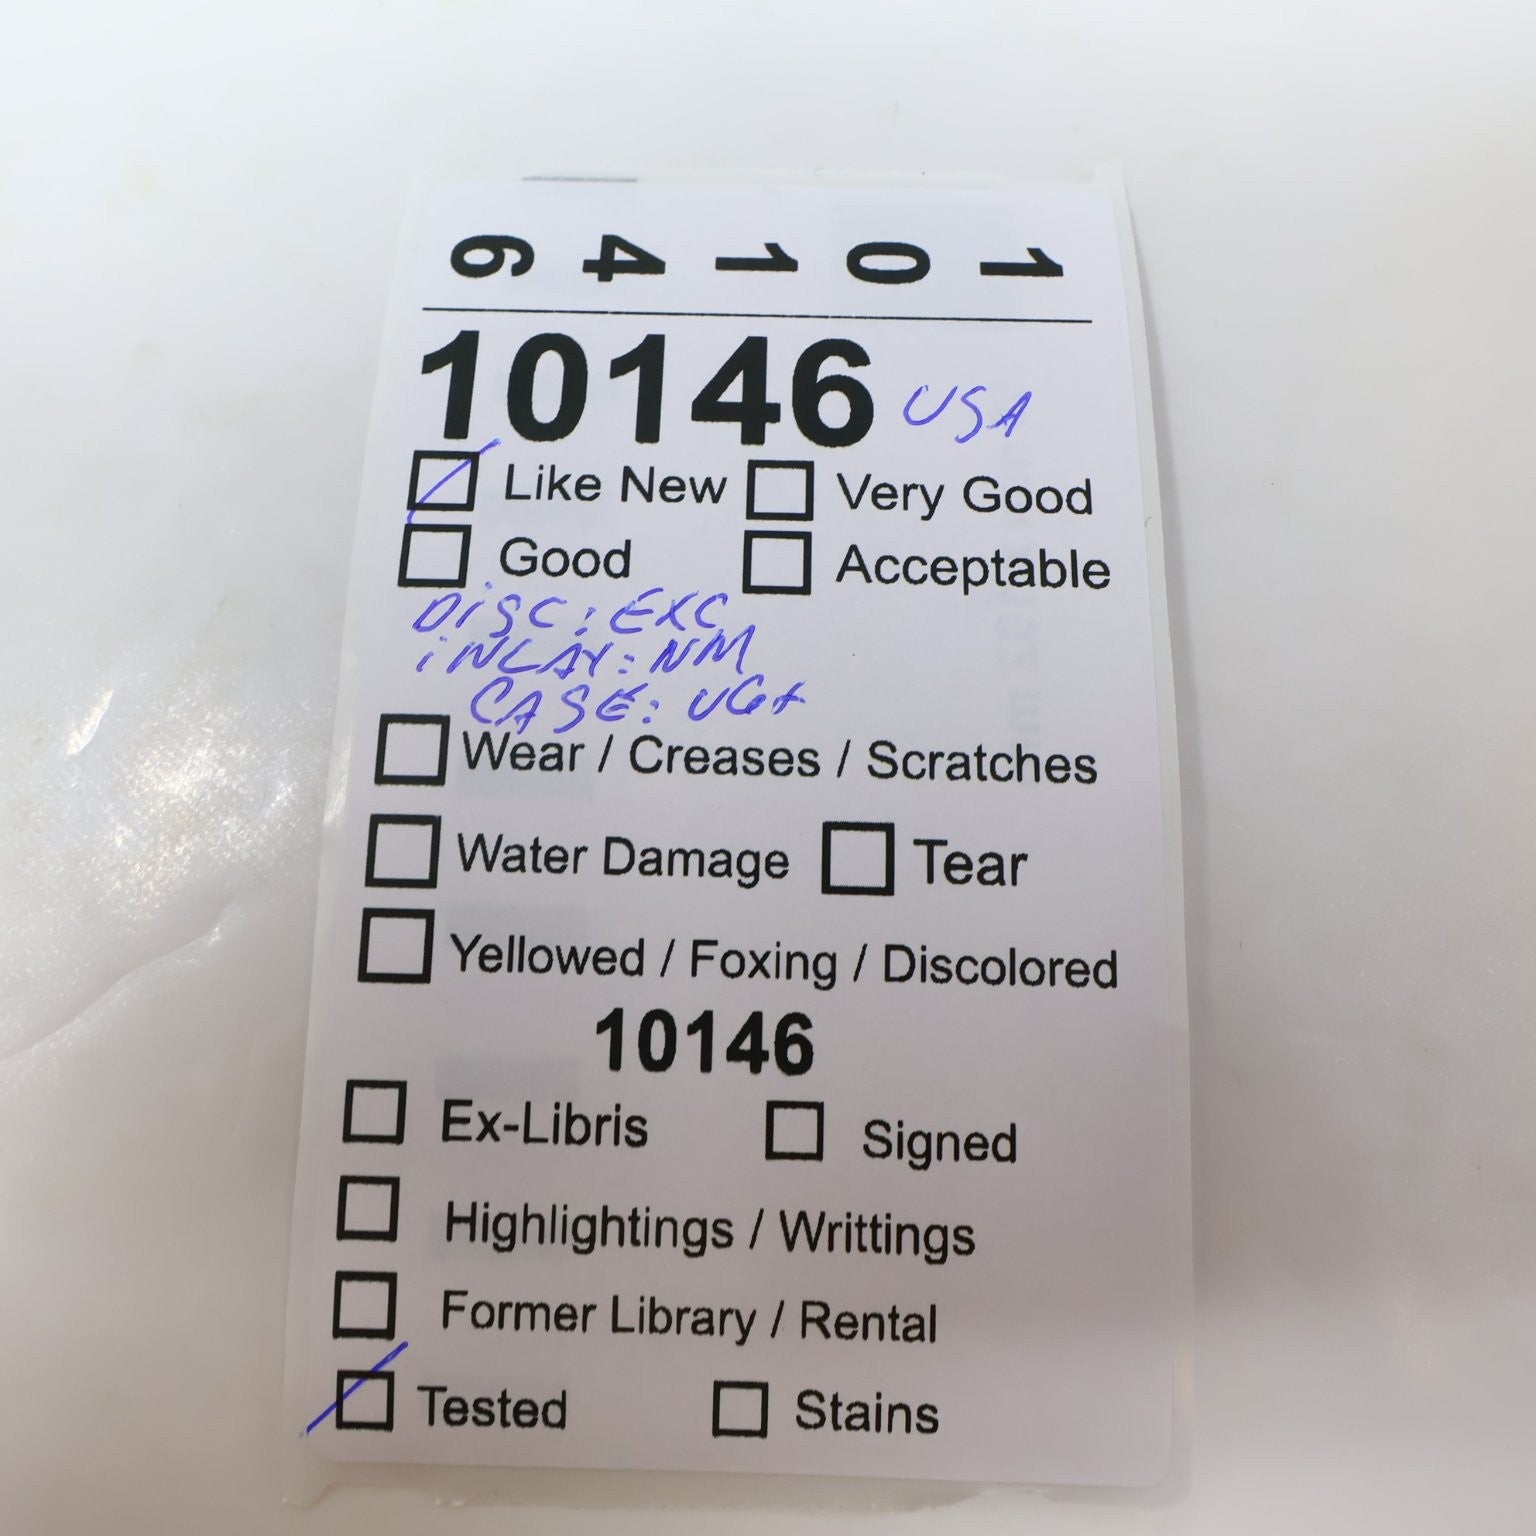 10146
10146 USA
Like New Very Good
Good Acceptable
DiSC: EXC
iNLAY: NM
CASE: VG+
Wear / Creases / Scratches
Water Damage Tear
Yellowed / Foxing / Discolored
10146
Ex-Libris Signed
Highlightings / Writtings
Former Library / Rental
Tested Stains